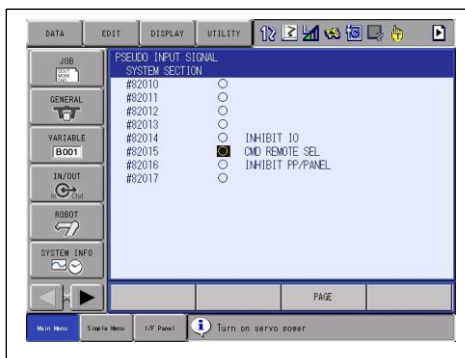 DATA EDIT DISPLAY UTILITY
JOB
PSEUDO INPUT SIGNAL
SYSTEM SECTION
#82010
#82011
GENERAL
#82012
#82013
VARIABLE
#82014 INHIBIT IO
B001
#82015 CMD REMOTE SEL
#82016 INHIBIT PP/PANEL
IN/OUT
#82017
In Out
ROBOT
SYSTEM INFO
PAGE
Main Menu Simple Menu I/F Panel Turn on servo power